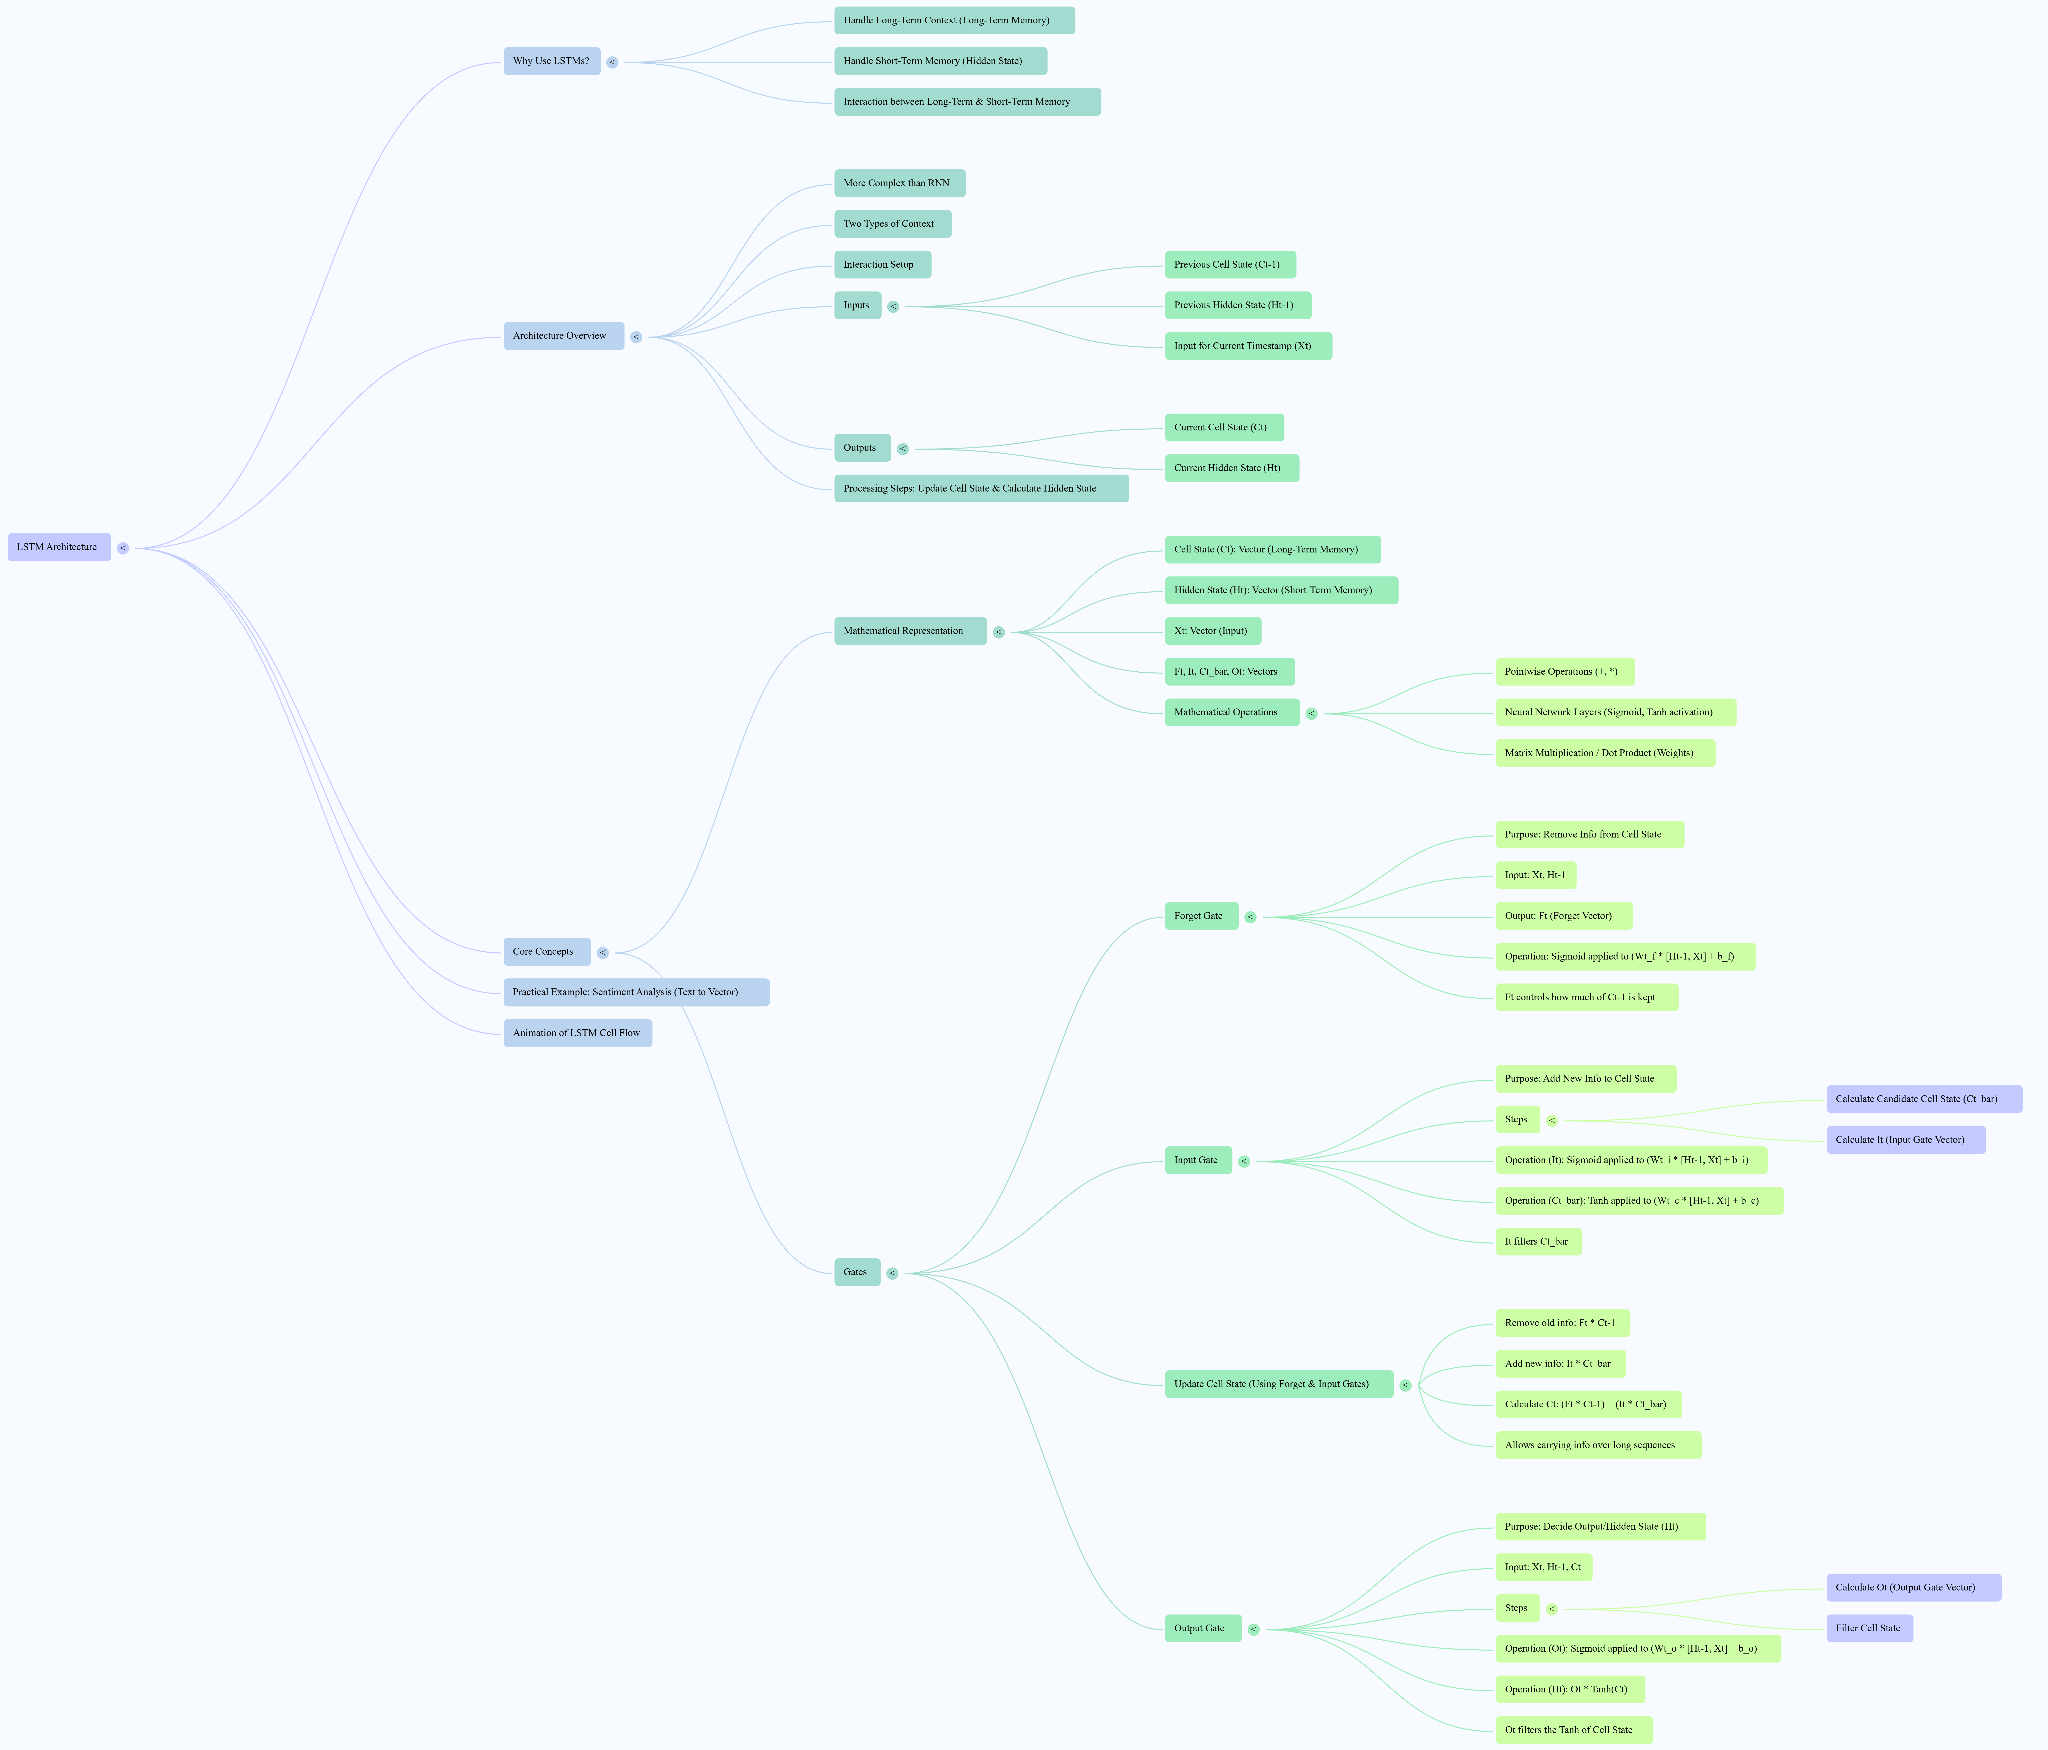 LSTM Architecture
Why Use LSTMs?
Handle Long-Term Context (Long-Term Memory)
Handle Short-Term Memory (Hidden State)
Interaction between Long-Term & Short-Term Memory
Architecture Overview
More Complex than RNN
Two Types of Context
Interaction Setup
Inputs
Previous Cell State (Ct-1)
Previous Hidden State (Ht-1)
Input for Current Timestamp (Xt)
Outputs
Current Cell State (Ct)
Current Hidden State (Ht)
Processing Steps: Update Cell State & Calculate Hidden State
Core Concepts
Mathematical Representation
Cell State (Ct): Vector (Long-Term Memory)
Hidden State (Ht): Vector (Short-Term Memory)
Xt: Vector (Input)
Ft, It, Ct_bar, Ot: Vectors
Mathematical Operations
Pointwise Operations (+, *)
Neural Network Layers (Sigmoid, Tanh activation)
Matrix Multiplication / Dot Product (Weights)
Gates
Forget Gate
Purpose: Remove Info from Cell State
Input: Xt, Ht-1
Output: Ft (Forget Vector)
Operation: Sigmoid applied to (Wt_f * [Ht-1, Xt] + b_f)
Ft controls how much of Ct-1 is kept
Input Gate
Purpose: Add New Info to Cell State
Steps
Calculate Candidate Cell State (Ct_bar)
Calculate It (Input Gate Vector)
Operation (It): Sigmoid applied to (Wt_i * [Ht-1, Xt] + b_i)
Operation (Ct_bar): Tanh applied to (Wt_c * [Ht-1, Xt] + b_c)
It filters Ct_bar
Update Cell State (Using Forget & Input Gates)
Remove old info: Ft * Ct-1
Add new info: It * Ct_bar
Calculate Ct: (Ft * Ct-1) + (It * Ct_bar)
Allows carrying info over long sequences
Output Gate
Purpose: Decide Output/Hidden State (Ht)
Input: Xt, Ht-1, Ct
Steps
Calculate Ot (Output Gate Vector)
Filter Cell State
Operation (Ot): Sigmoid applied to (Wt_o * [Ht-1, Xt] + b_o)
Operation (Ht): Ot * Tanh(Ct)
Ot filters the Tanh of Cell State
Practical Example: Sentiment Analysis (Text to Vector)
Animation of LSTM Cell Flow